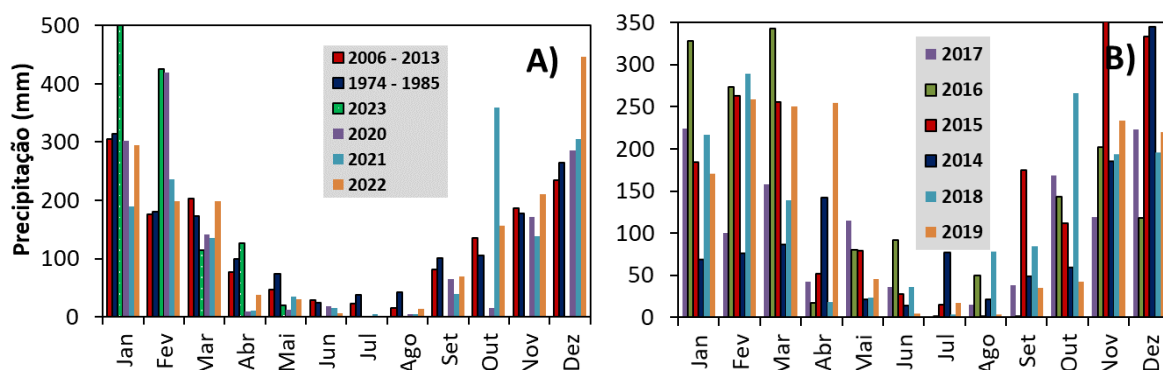 Precipitação (mm)
500
400
300
200
100
0
A)
2006 - 2013
1974 - 1985
2023
2020
2021
2022
Jan
Fev
Mar
Abr
Mai
Jun
Jul
Ago
Set
Out
Nov
Dez
350
300
250
200
150
100
50
0
B)
2017
2016
2015
2014
2018
2019
Jan
Fev
Mar
Abr
Mai
Jun
Jul
Ago
Set
Out
Nov
Dez